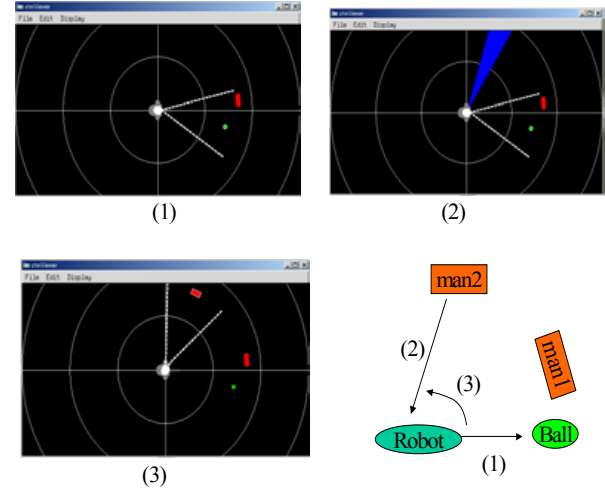 File Edit Display
(1)
File Edit Display
(2)
File Edit Display
(3)
man2
(2)
man1
(3)
Robot
Ball
(1)